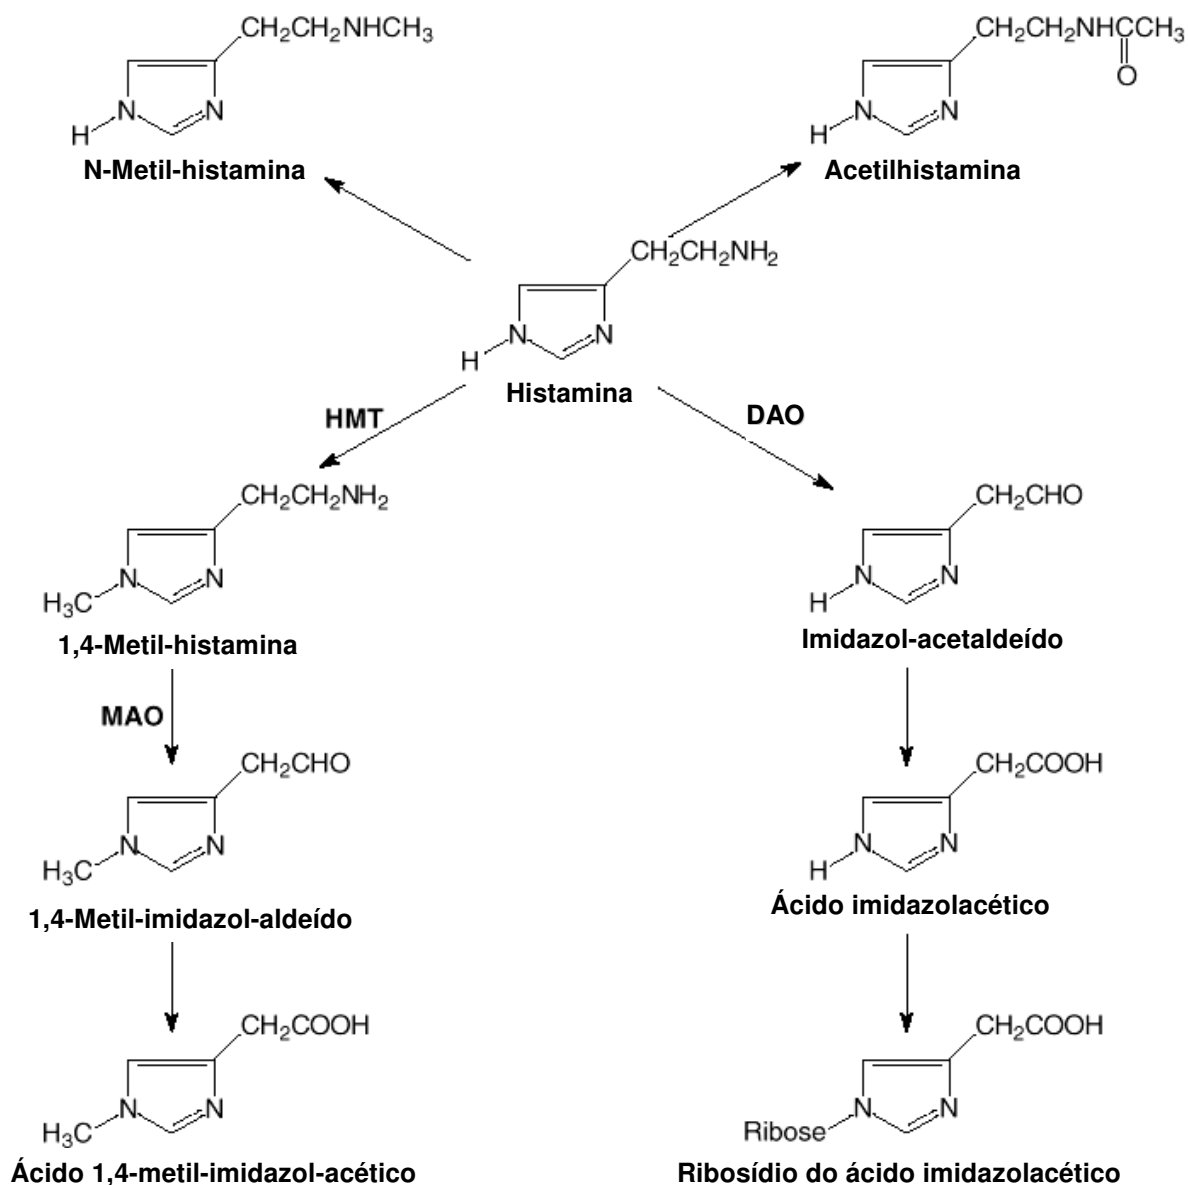 CH₂CH₂NHCH₃
N
N
H
N-Metil-histamina
CH₂CH₂NHCCH₃
O
N
N
H
Acetilhistamina
CH₂CH₂NH₂
N
N
H
Histamina
HMT
DAO
CH₂CH₂NH₂
N
N
H₃C
1,4-Metil-histamina
CH₂CHO
N
N
H
Imidazol-acetaldeído
MAO
CH₂CHO
N
N
H₃C
1,4-Metil-imidazol-aldeído
CH₂COOH
N
N
H
Ácido imidazolacético
CH₂COOH
N
N
H₃C
Ácido 1,4-metil-imidazol-acético
CH₂COOH
N
N
Ribose
Ribosídio do ácido imidazolacético